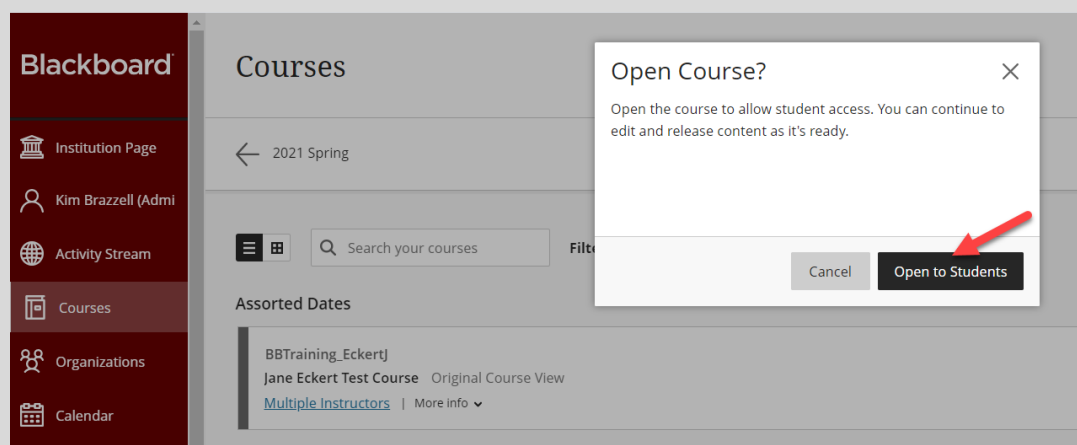 Blackboard
Institution Page
Kim Brazzell (Admi
Activity Stream
Courses
Organizations
Calendar
Courses
2021 Spring
Search your courses
Filte
Assorted Dates
BBTraining_EckertJ
Jane Eckert Test Course Original Course View
Multiple Instructors | More info
Open Course?
Open the course to allow student access. You can continue to
edit and release content as it's ready.
Cancel Open to Students